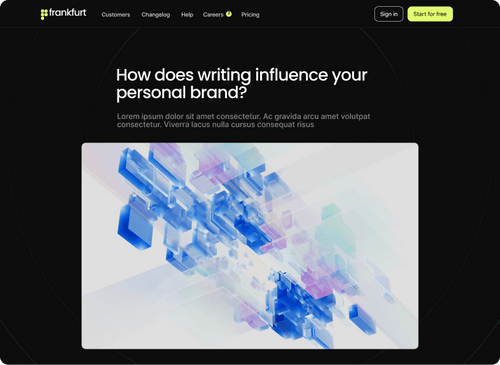 frankfurt
Customers
Changelog
Help
Careers
Pricing
Sign in
Start for free
How does writing influence your
personal brand?
Lorem ipsum dolor sit amet consectetur. Ac gravida arcu amet volutpat
consectetur. Viverra lacus nulla cursus consequat risus